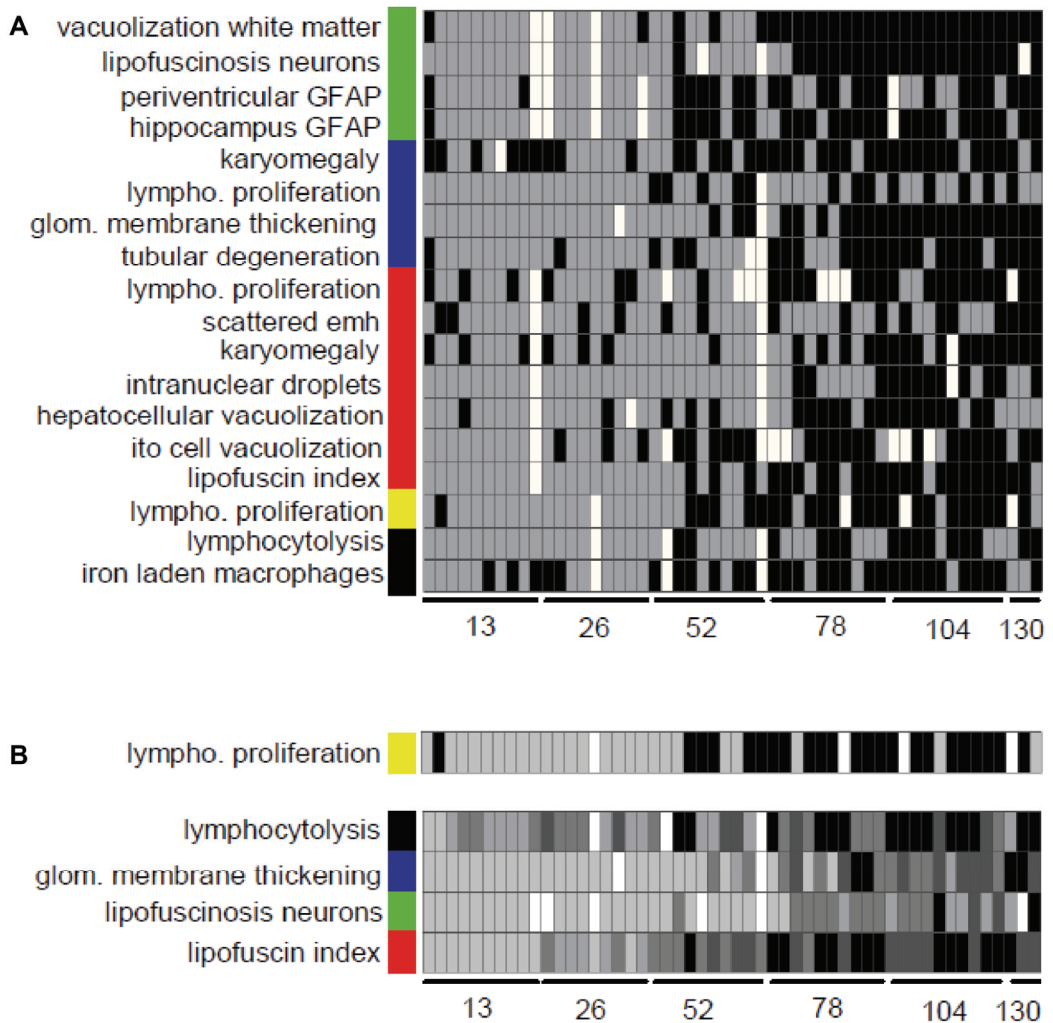 A
vacuolization white matter
lipofuscinosis neurons
periventricular GFAP
hippocampus GFAP
karyomegaly
lympho. proliferation
glom. membrane thickening
tubular degeneration
lympho. proliferation
scattered emh
karyomegaly
intranuclear droplets
hepatocellular vacuolization
ito cell vacuolization
lipofuscin index
lympho. proliferation
lymphocytolysis
iron laden macrophages
13 26 52 78 104 130
B
lympho. proliferation
lymphocytolysis
glom. membrane thickening
lipofuscinosis neurons
lipofuscin index
13 26 52 78 104 130